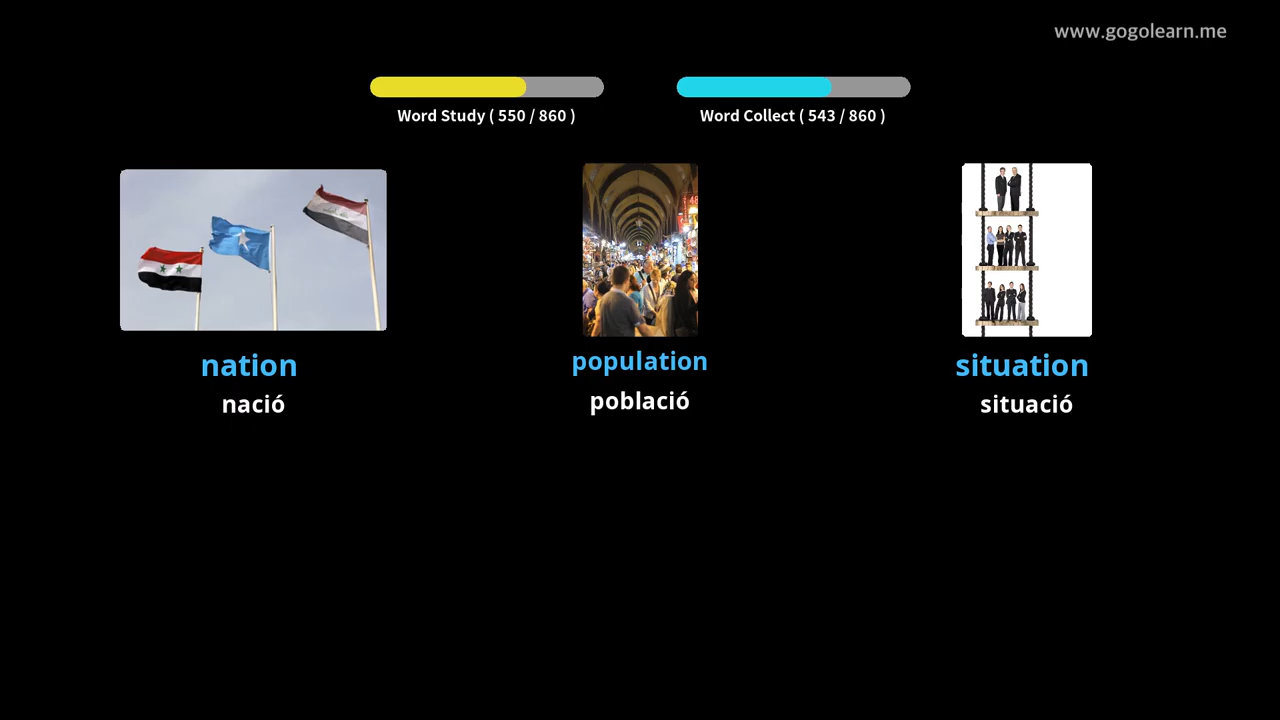 www.gogolearn.me
Word Study ( 550 / 860 )
Word Collect ( 543 / 860 )
nation
nació
population
població
situation
situació